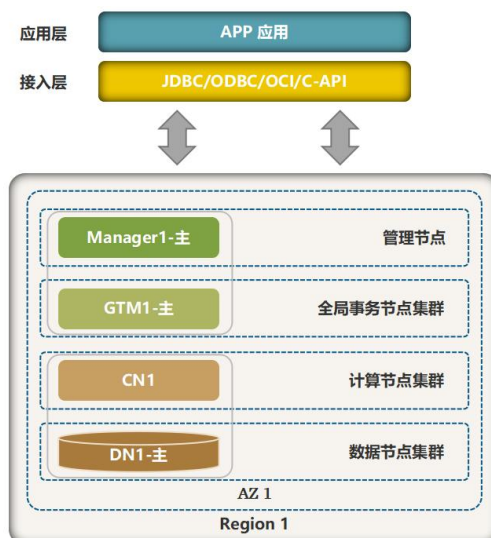 应用层 APP 应用
接入层 JDBC/ODBC/OCI/C-API
Manager1-主 管理节点
GTM1-主 全局事务节点集群
CN1 计算节点集群
DN1-主 数据节点集群
AZ 1
Region 1